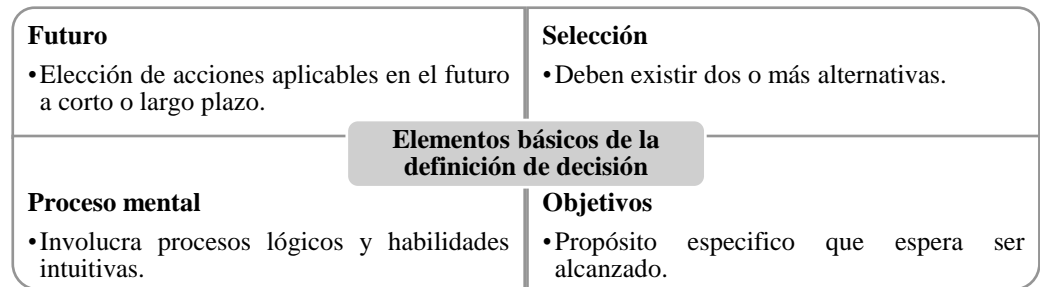 Futuro
•Elección de acciones aplicables en el futuro
a corto o largo plazo.
Selección
•Deben existir dos o más alternativas.
Elementos básicos de la
definición de decisión
Proceso mental
•Involucra procesos lógicos y habilidades
intuitivas.
Objetivos
•Propósito especifico que espera ser
alcanzado.